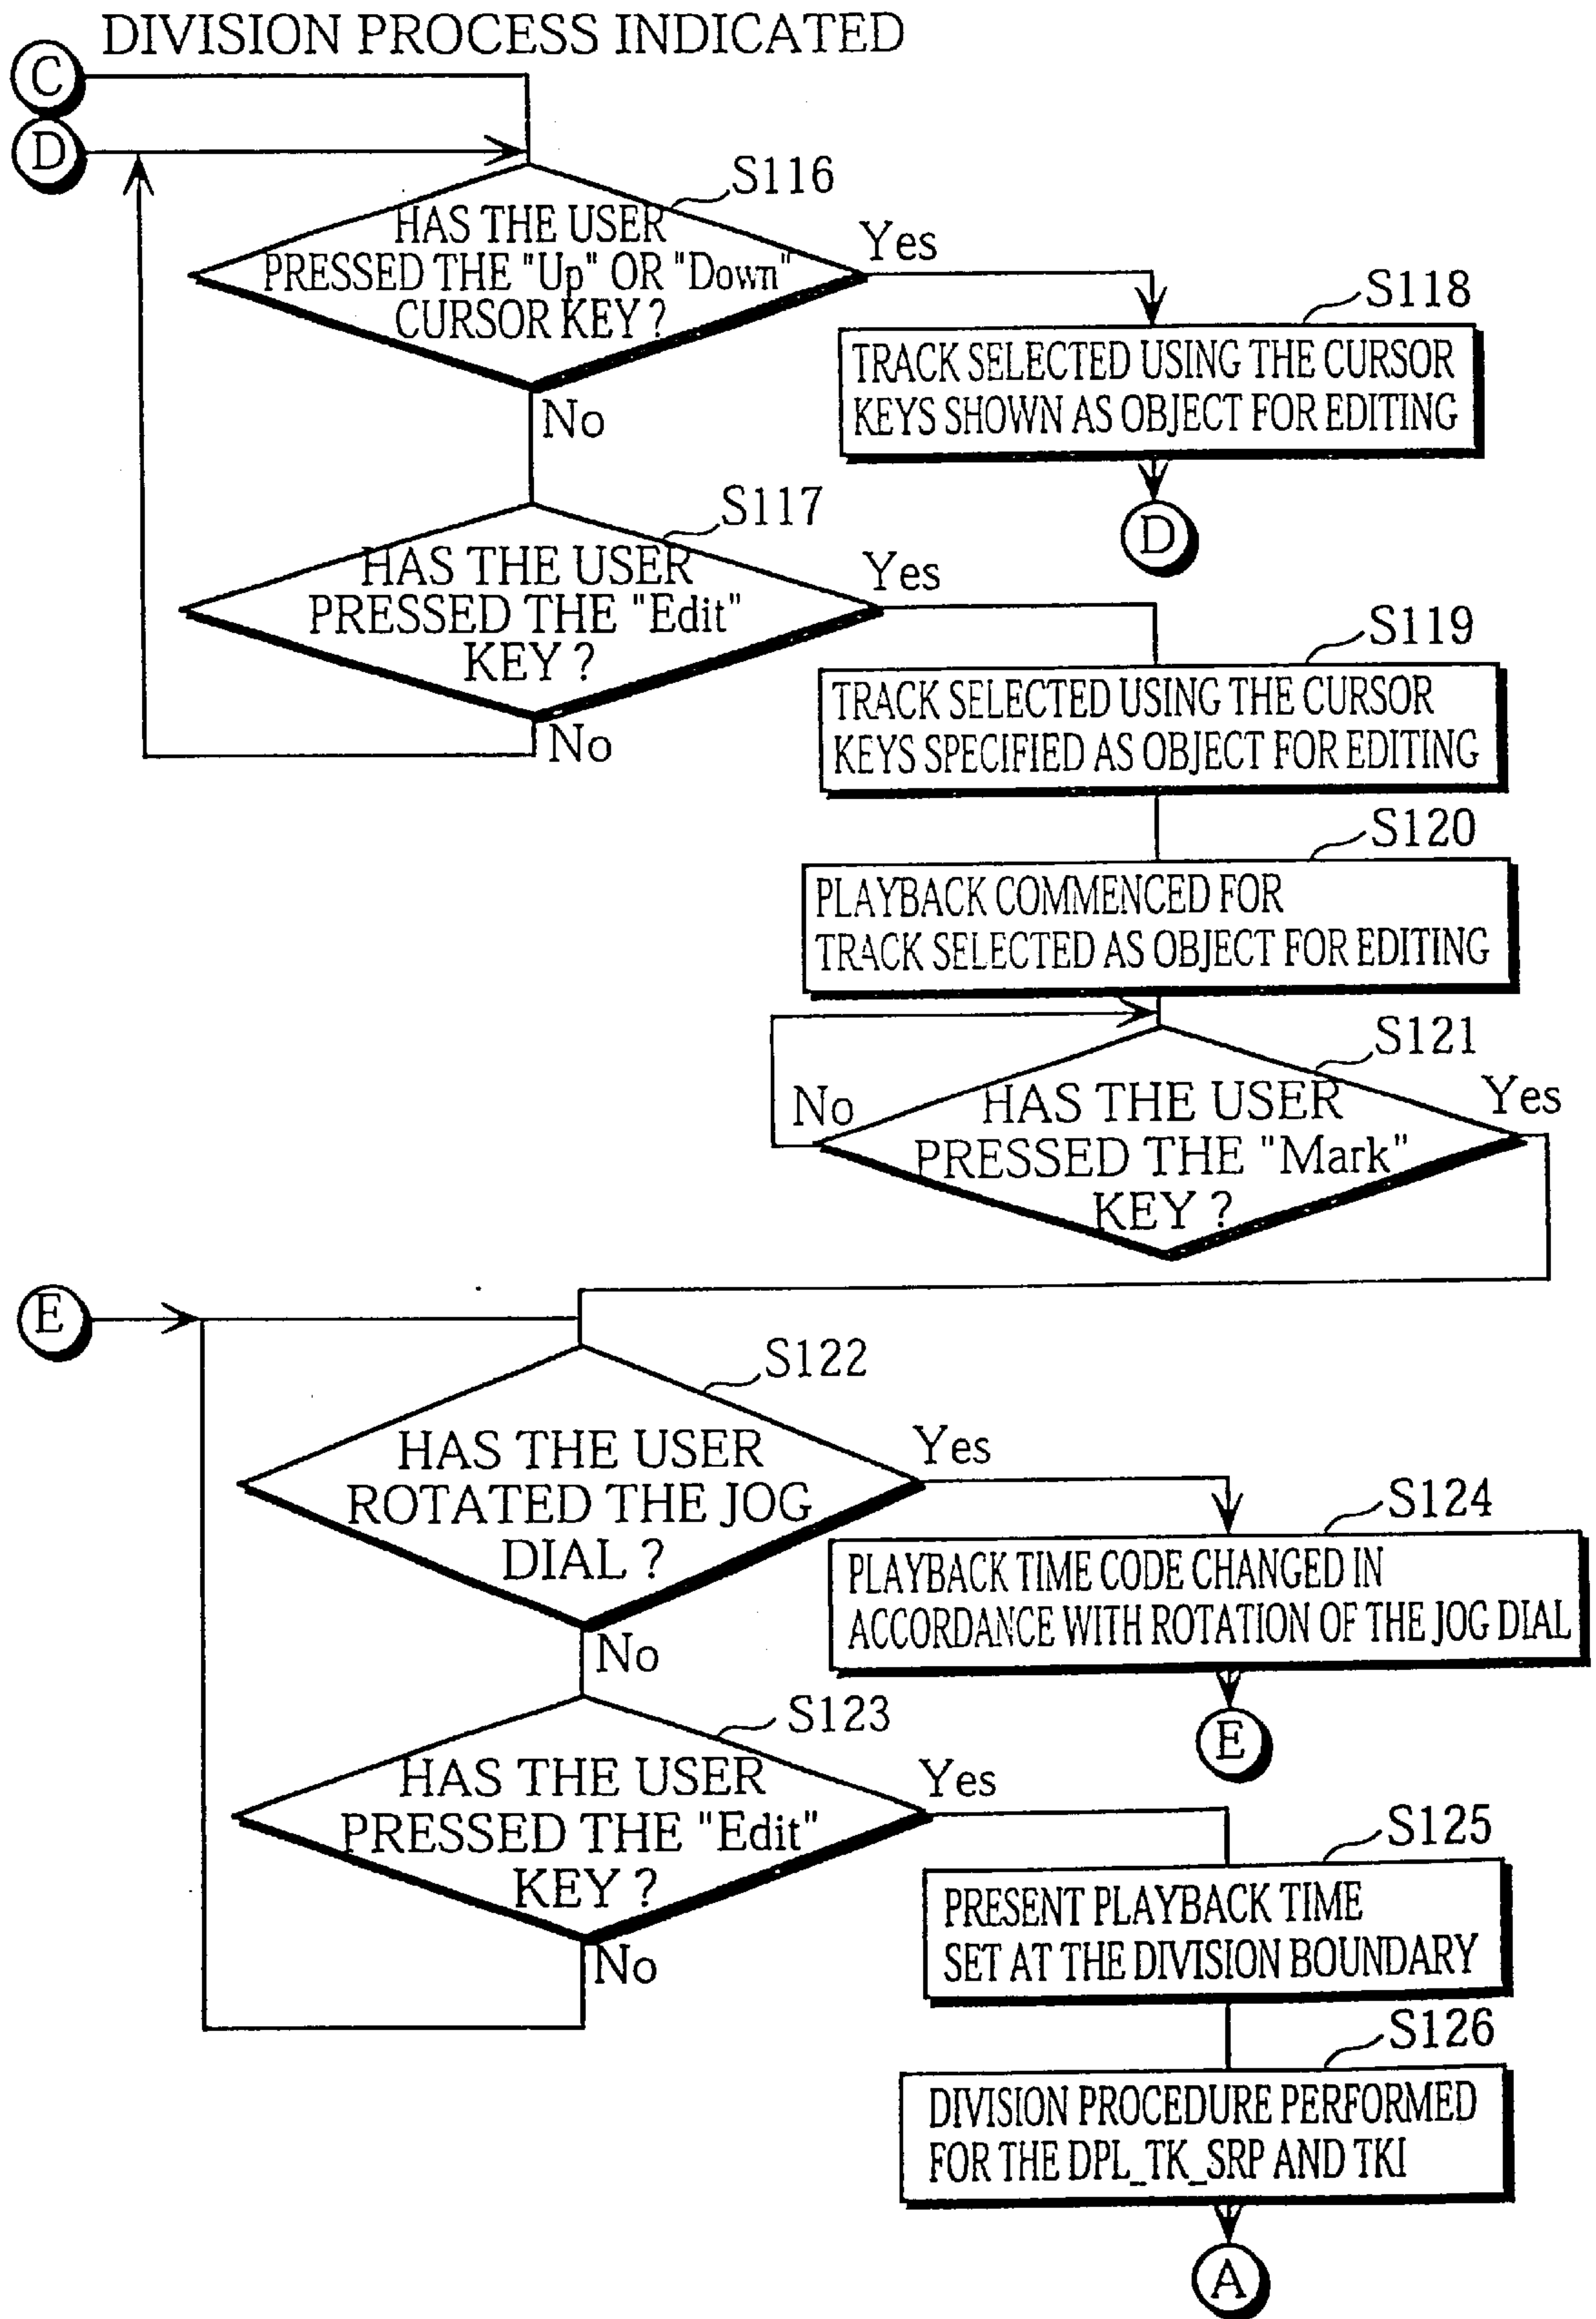 DIVISION PROCESS INDICATED
C
D
S116
HAS THE USER
PRESSED THE "Up" OR "Down"
CURSOR KEY ?
Yes
No
S118
TRACK SELECTED USING THE CURSOR
KEYS SHOWN AS OBJECT FOR EDITING
D
S117
HAS THE USER
PRESSED THE "Edit"
KEY ?
Yes
No
S119
TRACK SELECTED USING THE CURSOR
KEYS SPECIFIED AS OBJECT FOR EDITING
S120
PLAYBACK COMMENCED FOR
TRACK SELECTED AS OBJECT FOR EDITING
S121
HAS THE USER
PRESSED THE "Mark"
KEY ?
No
Yes
E
S122
HAS THE USER
ROTATED THE JOG
DIAL ?
Yes
No
S124
PLAYBACK TIME CODE CHANGED IN
ACCORDANCE WITH ROTATION OF THE JOG DIAL
E
S123
HAS THE USER
PRESSED THE "Edit"
KEY ?
Yes
No
S125
PRESENT PLAYBACK TIME
SET AT THE DIVISION BOUNDARY
S126
DIVISION PROCEDURE PERFORMED
FOR THE DPL_TK_SRP AND TKI
A